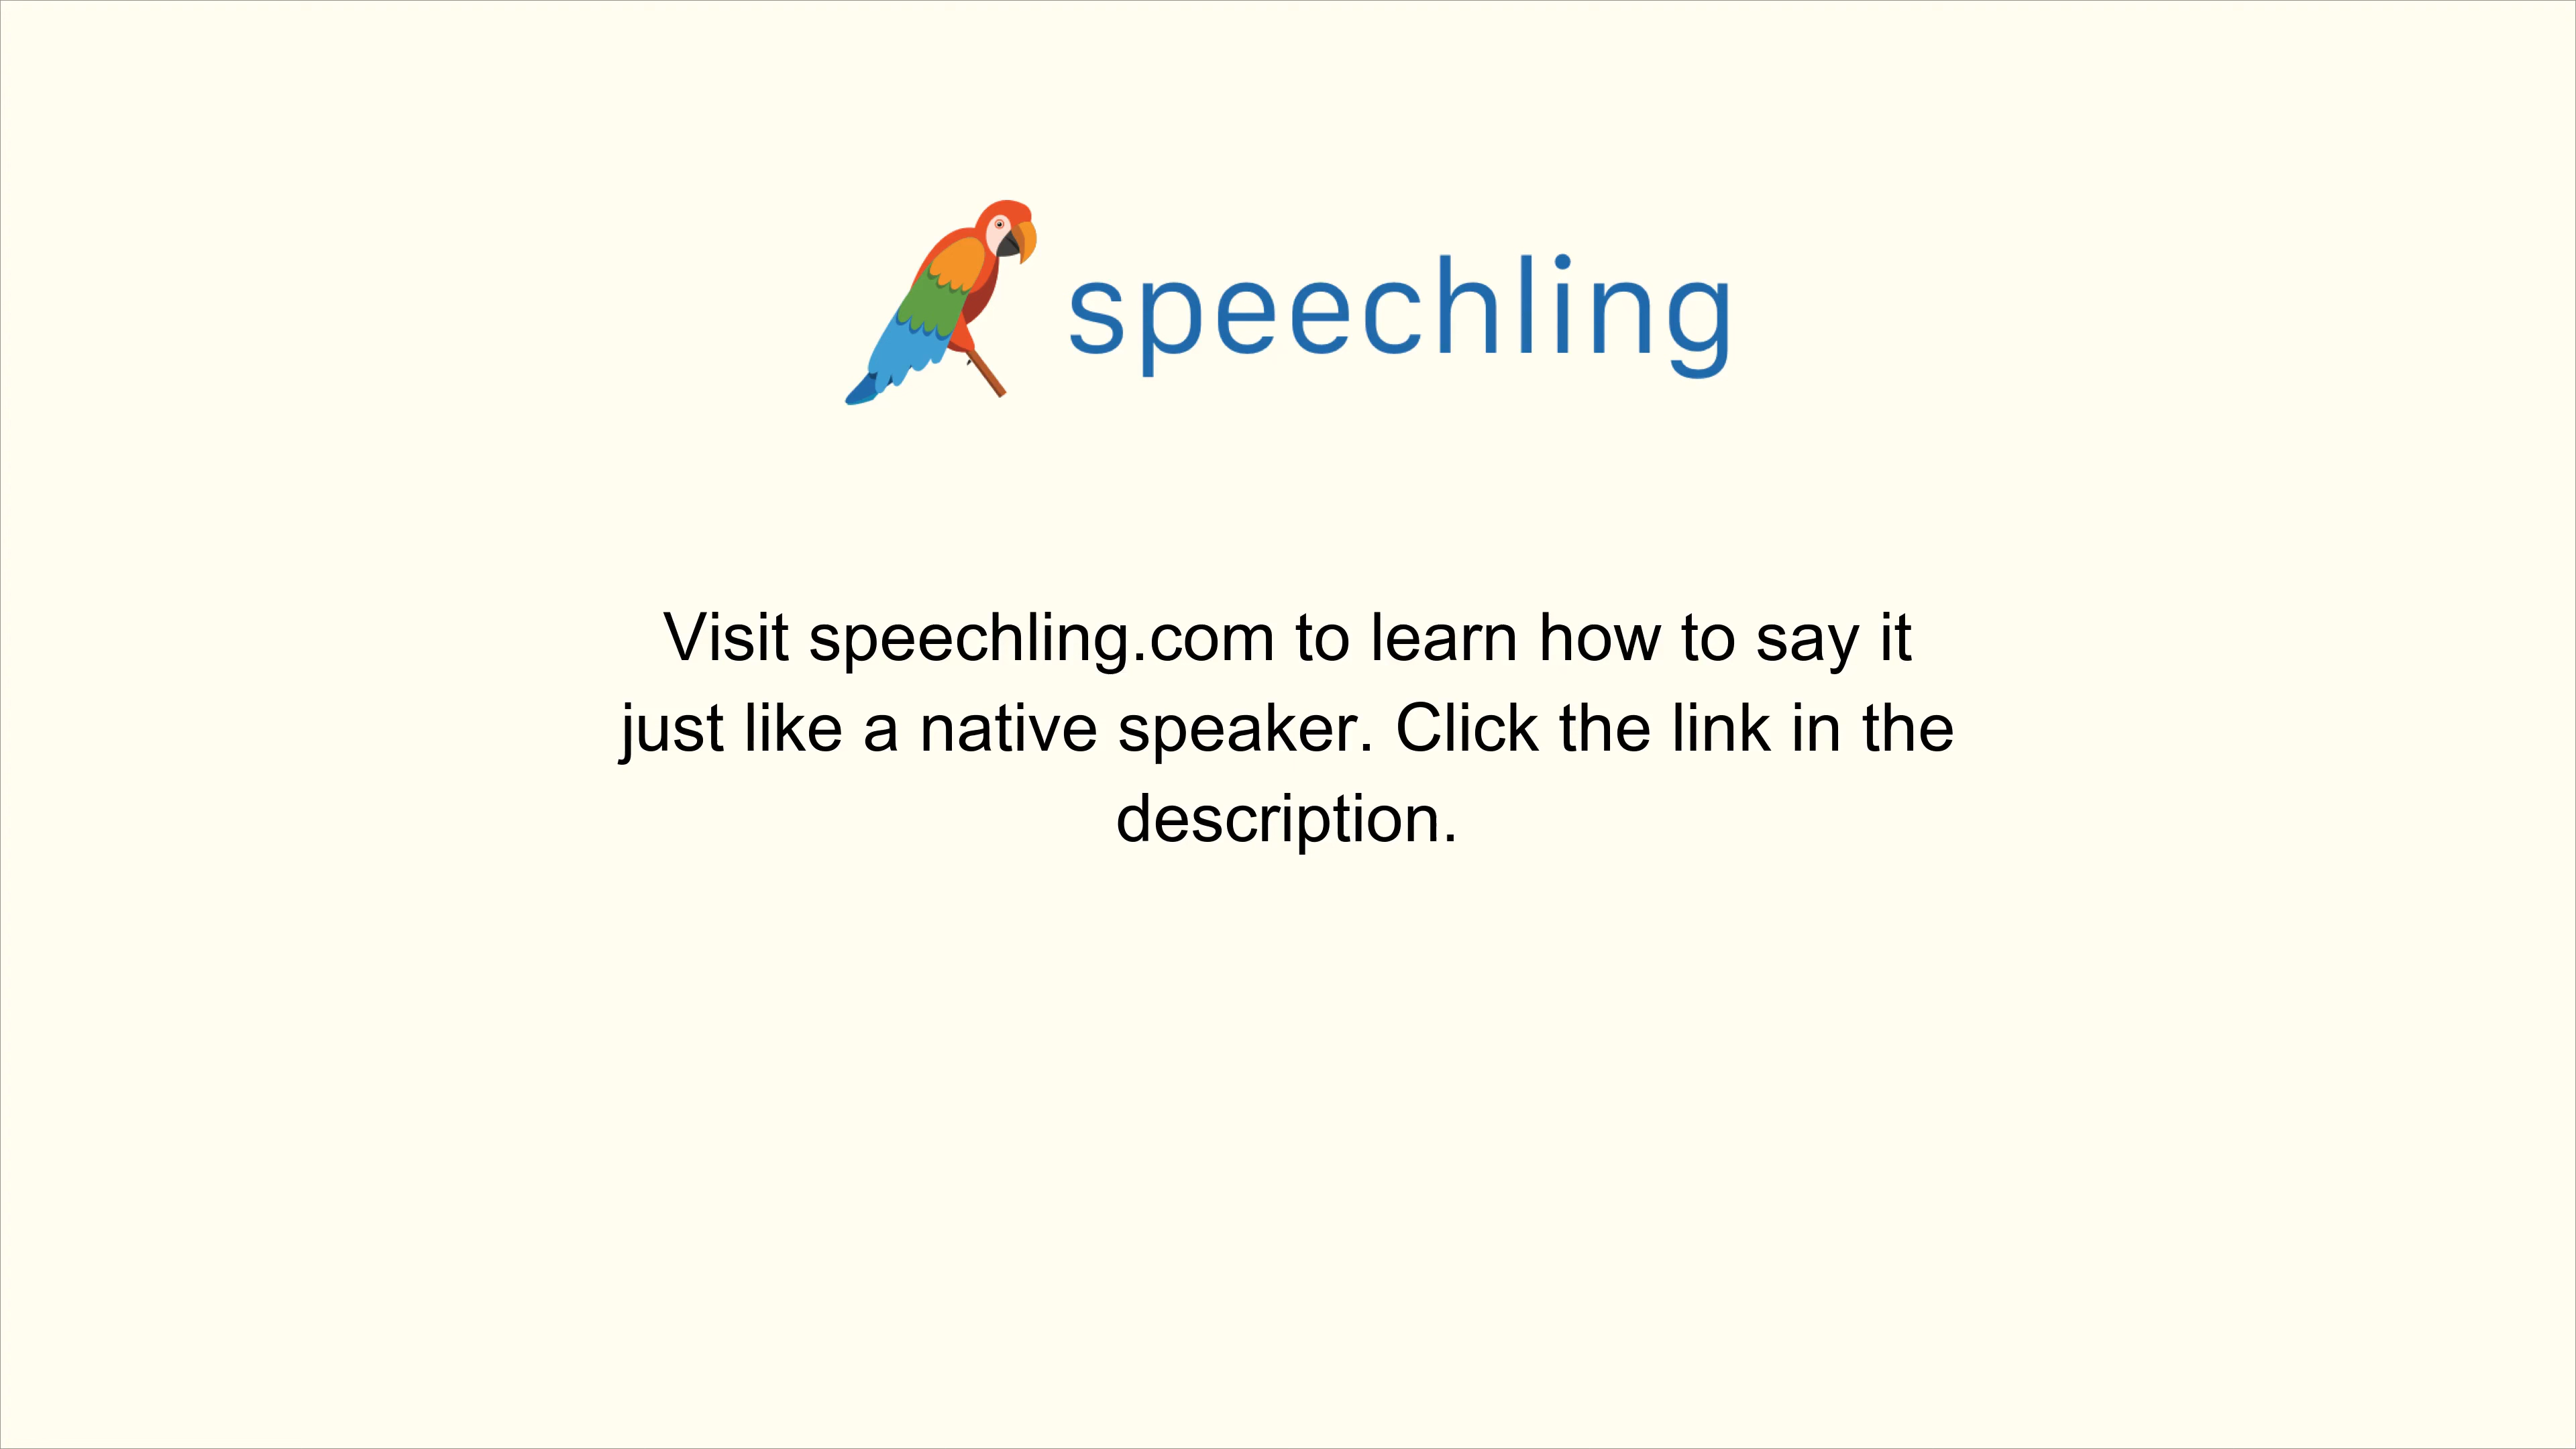 speechling
Visit speechling.com to learn how to say it
just like a native speaker. Click the link in the
description.